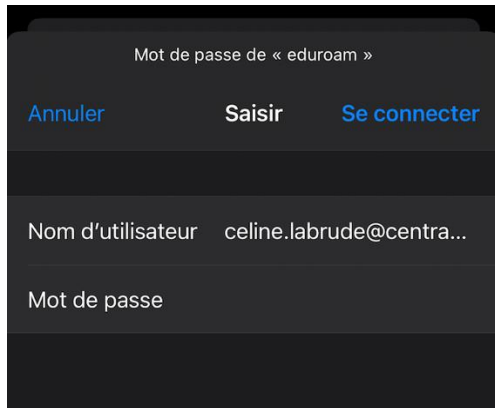 Mot de passe de « eduroam »
Annuler Saisir Se connecter
Nom d’utilisateur celine.labrude@centra...
Mot de passe